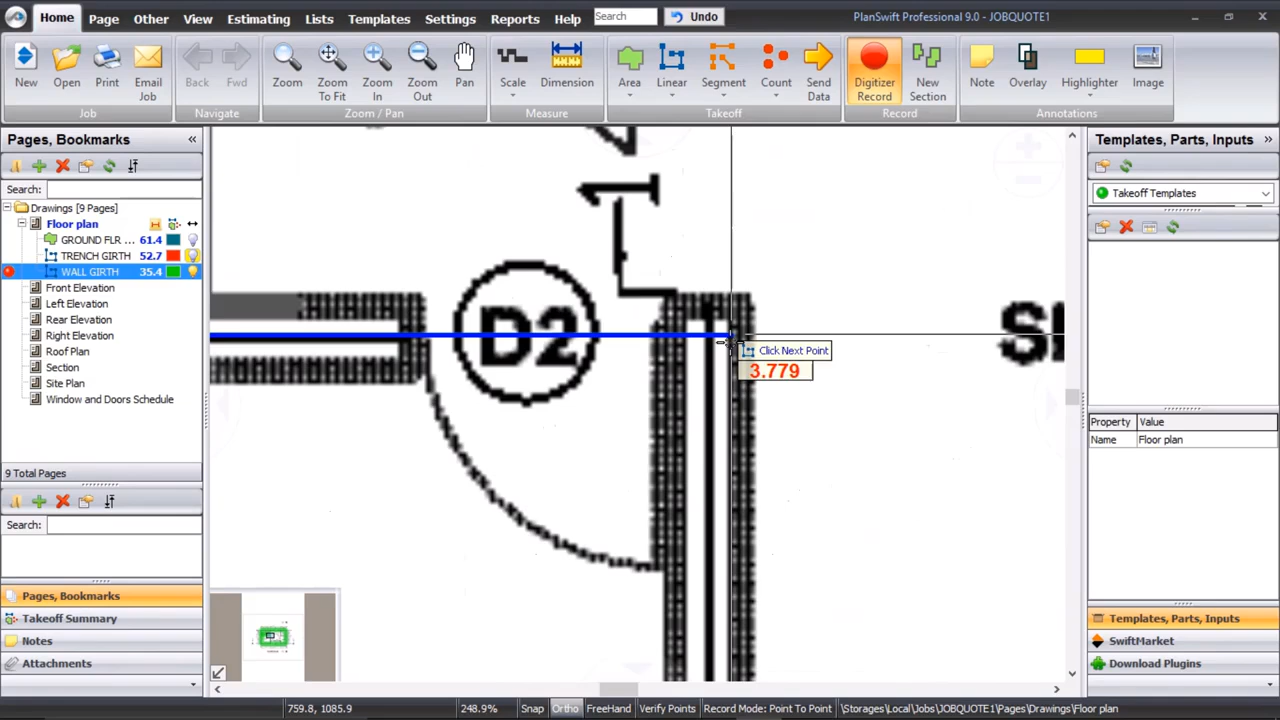 Home Page Other View Estimating Lists Templates Settings Reports Help Search Undo PlanSwift Professional 9.0 - JOBQUOTE1
New Open Print Email Job Back Fwd Zoom Zoom To Fit Zoom In Zoom Out Pan Scale Dimension Area Linear Segment Count Send Data Digitizer Record New Section Note Overlay Highlighter Image
Job Navigate Zoom / Pan Measure Takeoff Record Annotations
Pages, Bookmarks
Search:
Drawings [9 Pages]
Floor plan
GROUND FLR ... 61.4
TRENCH GIRTH 52.7
WALL GIRTH 35.4
Front Elevation
Left Elevation
Rear Elevation
Right Elevation
Roof Plan
Section
Site Plan
Window and Doors Schedule
9 Total Pages
Search:
Pages, Bookmarks
Takeoff Summary
Notes
Attachments
1
D2
Click Next Point
3.779
Templates, Parts, Inputs
Takeoff Templates
Property Value
Name Floor plan
Templates, Parts, Inputs
SwiftMarket
Download Plugins
759.8, 1085.9 248.9% Snap Ortho FreeHand Verify Points Record Mode: Point To Point \Storages\Local\Jobs\JOBQUOTE1\Pages\Drawings\Floor plan